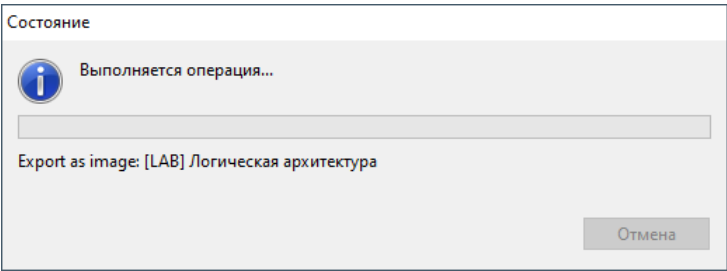 Состояние
Выполняется операция...
Export as image: [LAB] Логическая архитектура
Отмена